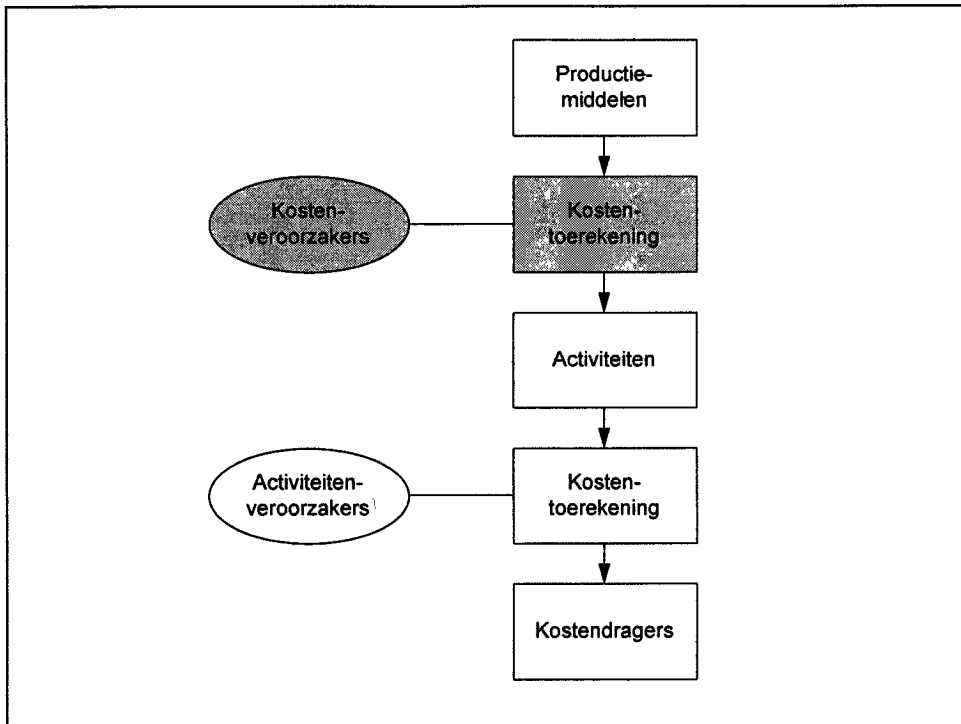 Productie-
middelen
Kosten-
veroorzakers
Kosten-
toerekening
Activiteiten
Activiteiten-
veroorzakers
Kosten-
toerekening
Kostendragers